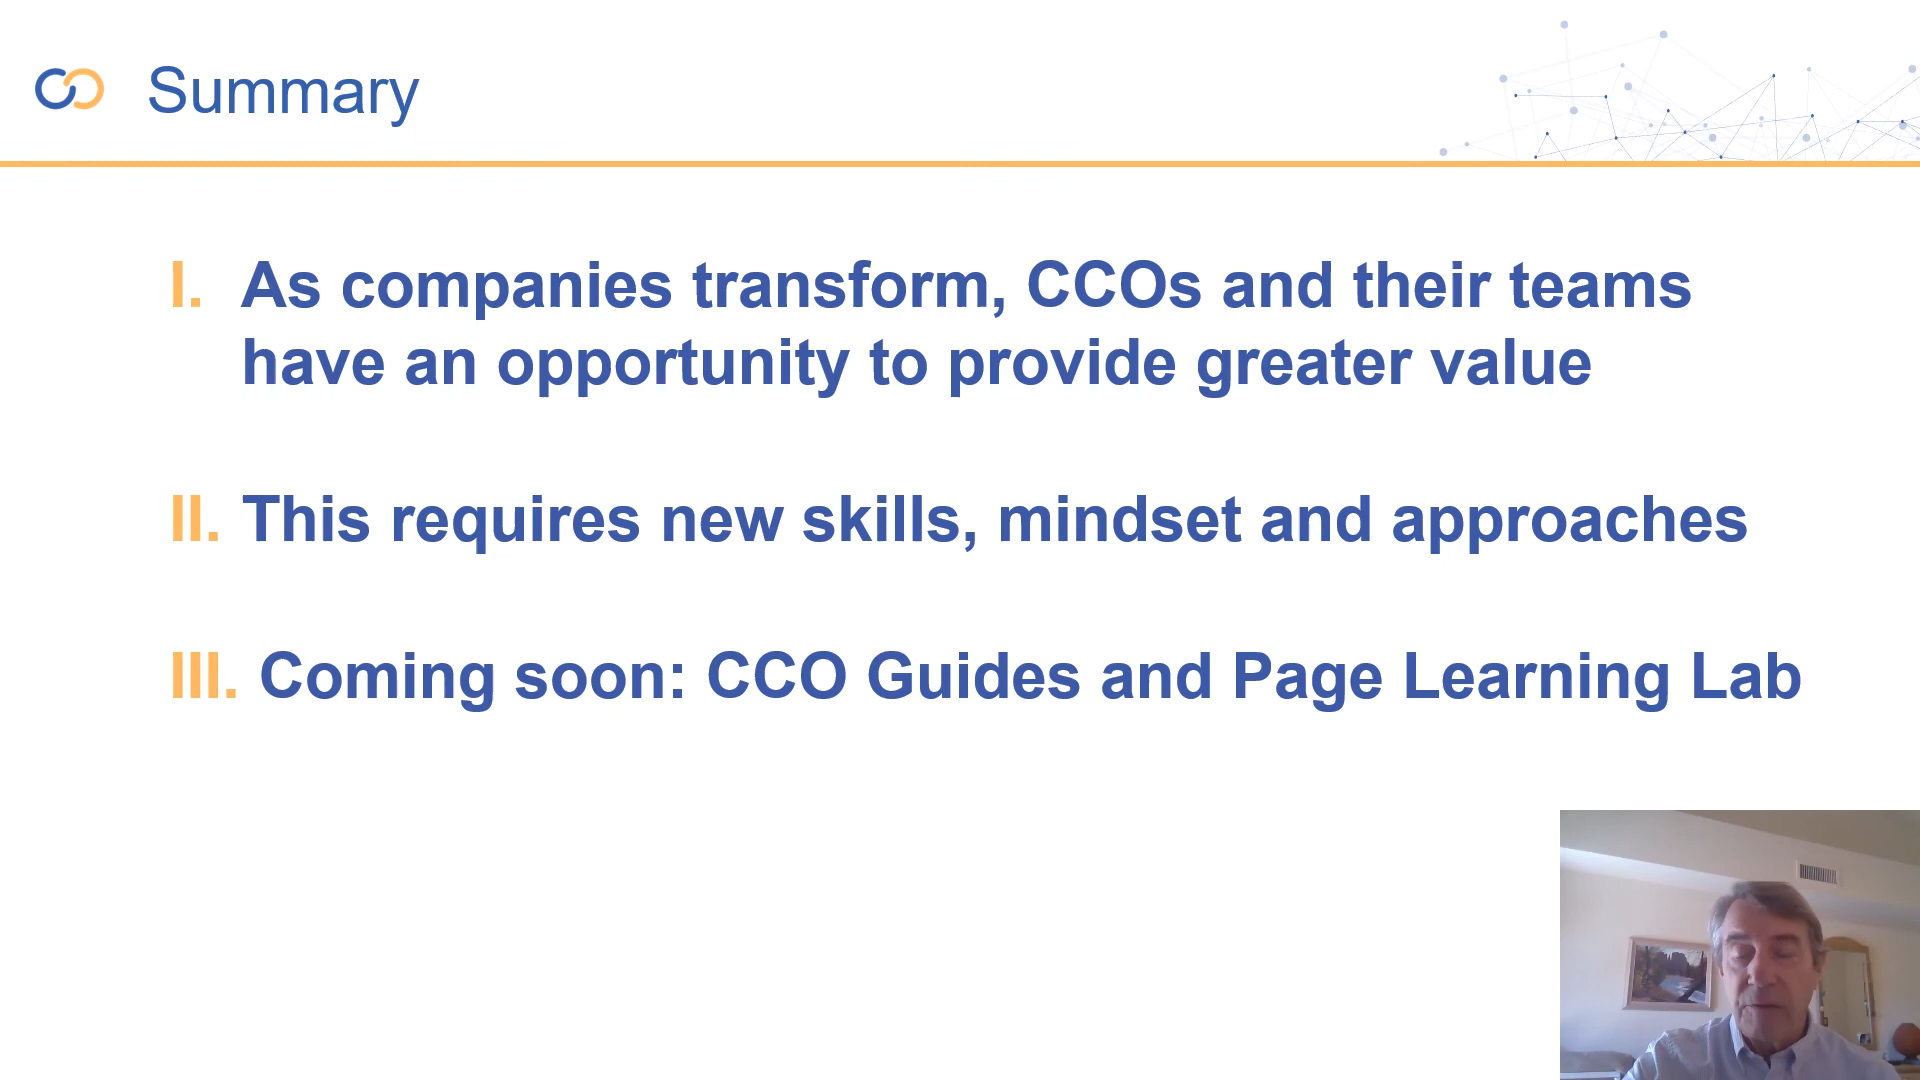 Summary
I. As companies transform, CCOs and their teams
have an opportunity to provide greater value
II. This requires new skills, mindset and approaches
III. Coming soon: CCO Guides and Page Learning Lab